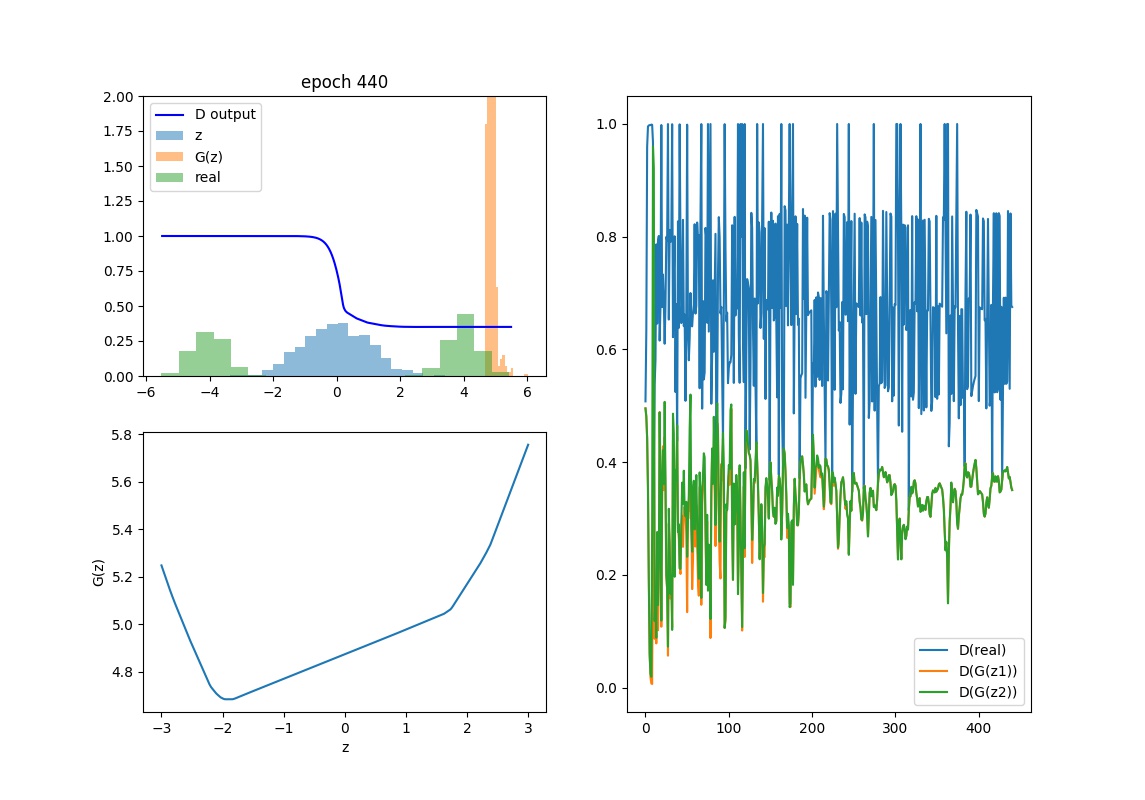 epoch 440
D output
z
G(z)
real
2.00
1.75
1.50
1.25
1.00
0.75
0.50
0.25
0.00
−6 −4 −2 0 2 4 6
G(z)
5.8
5.6
5.4
5.2
5.0
4.8
−3 −2 −1 0 1 2 3
z
1.0
0.8
0.6
0.4
0.2
0.0
D(real)
D(G(z1))
D(G(z2))
0 100 200 300 400